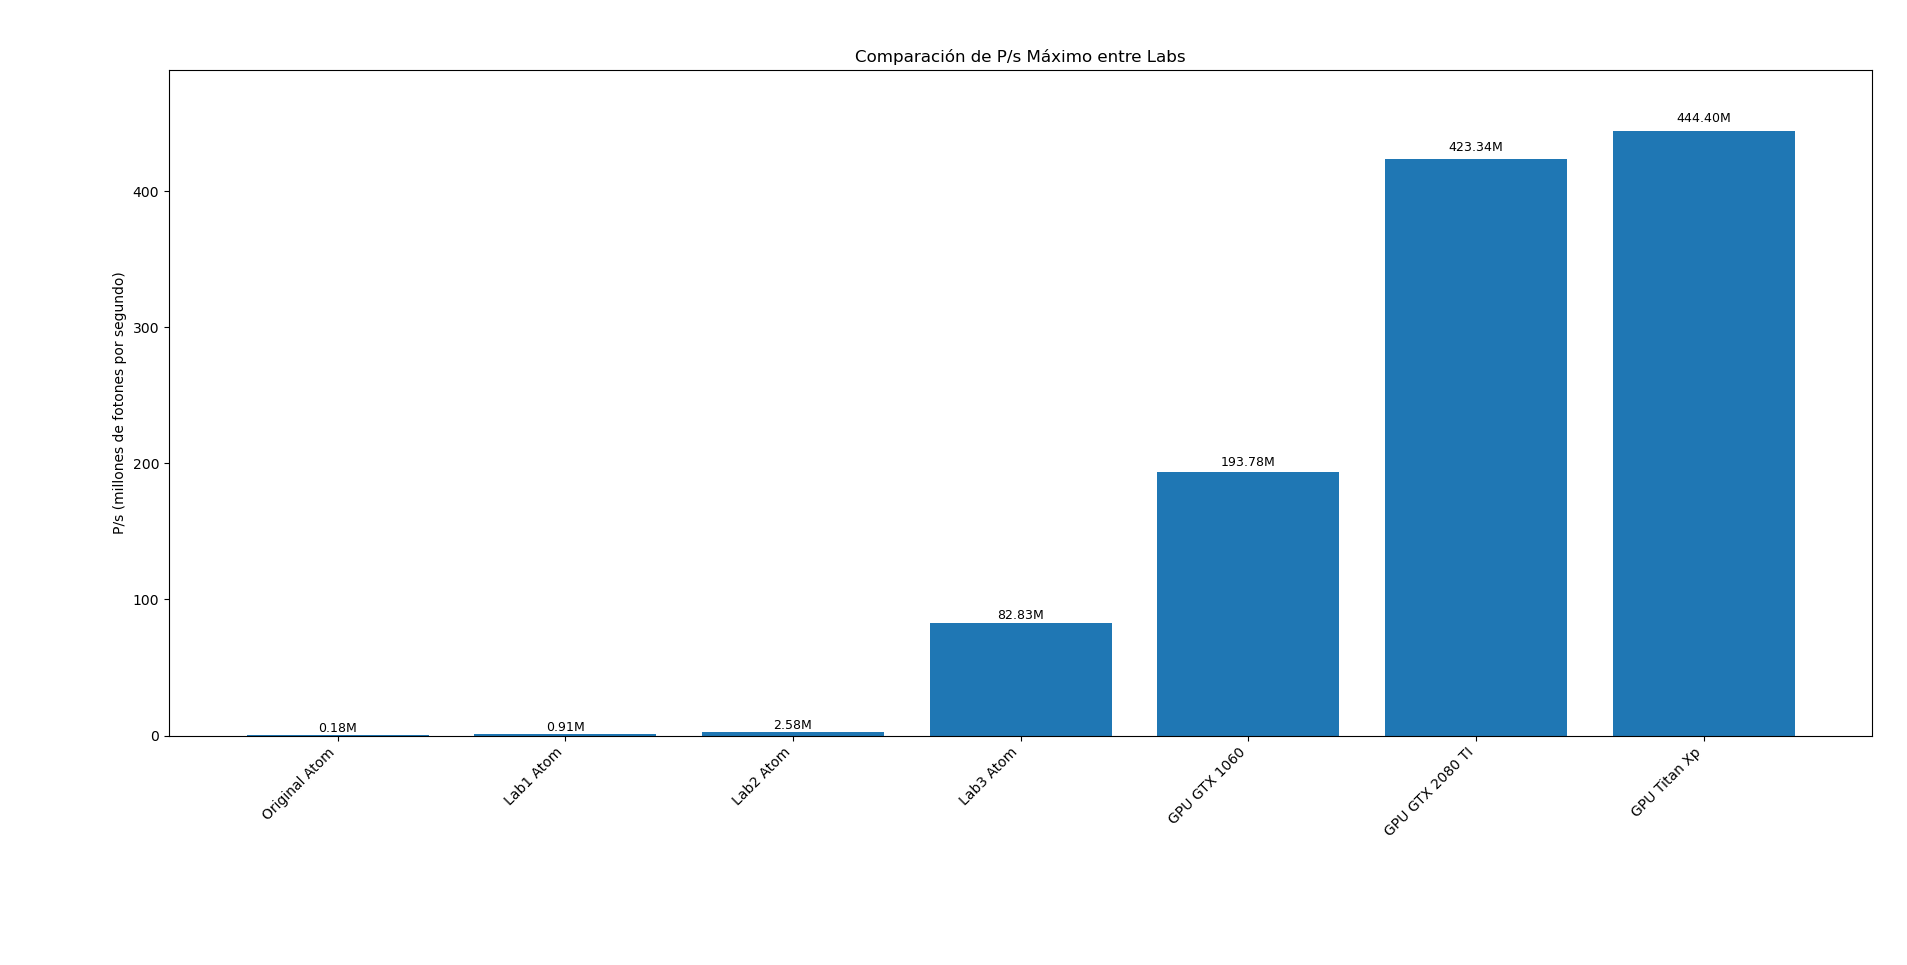 Comparación de P/s Máximo entre Labs
P/s (millones de fotones por segundo)
400
300
200
100
0
0.18M
0.91M
2.58M
82.83M
193.78M
423.34M
444.40M
Original Atom
Lab1 Atom
Lab2 Atom
Lab3 Atom
GPU GTX 1060
GPU GTX 2080 TI
GPU Titan Xp